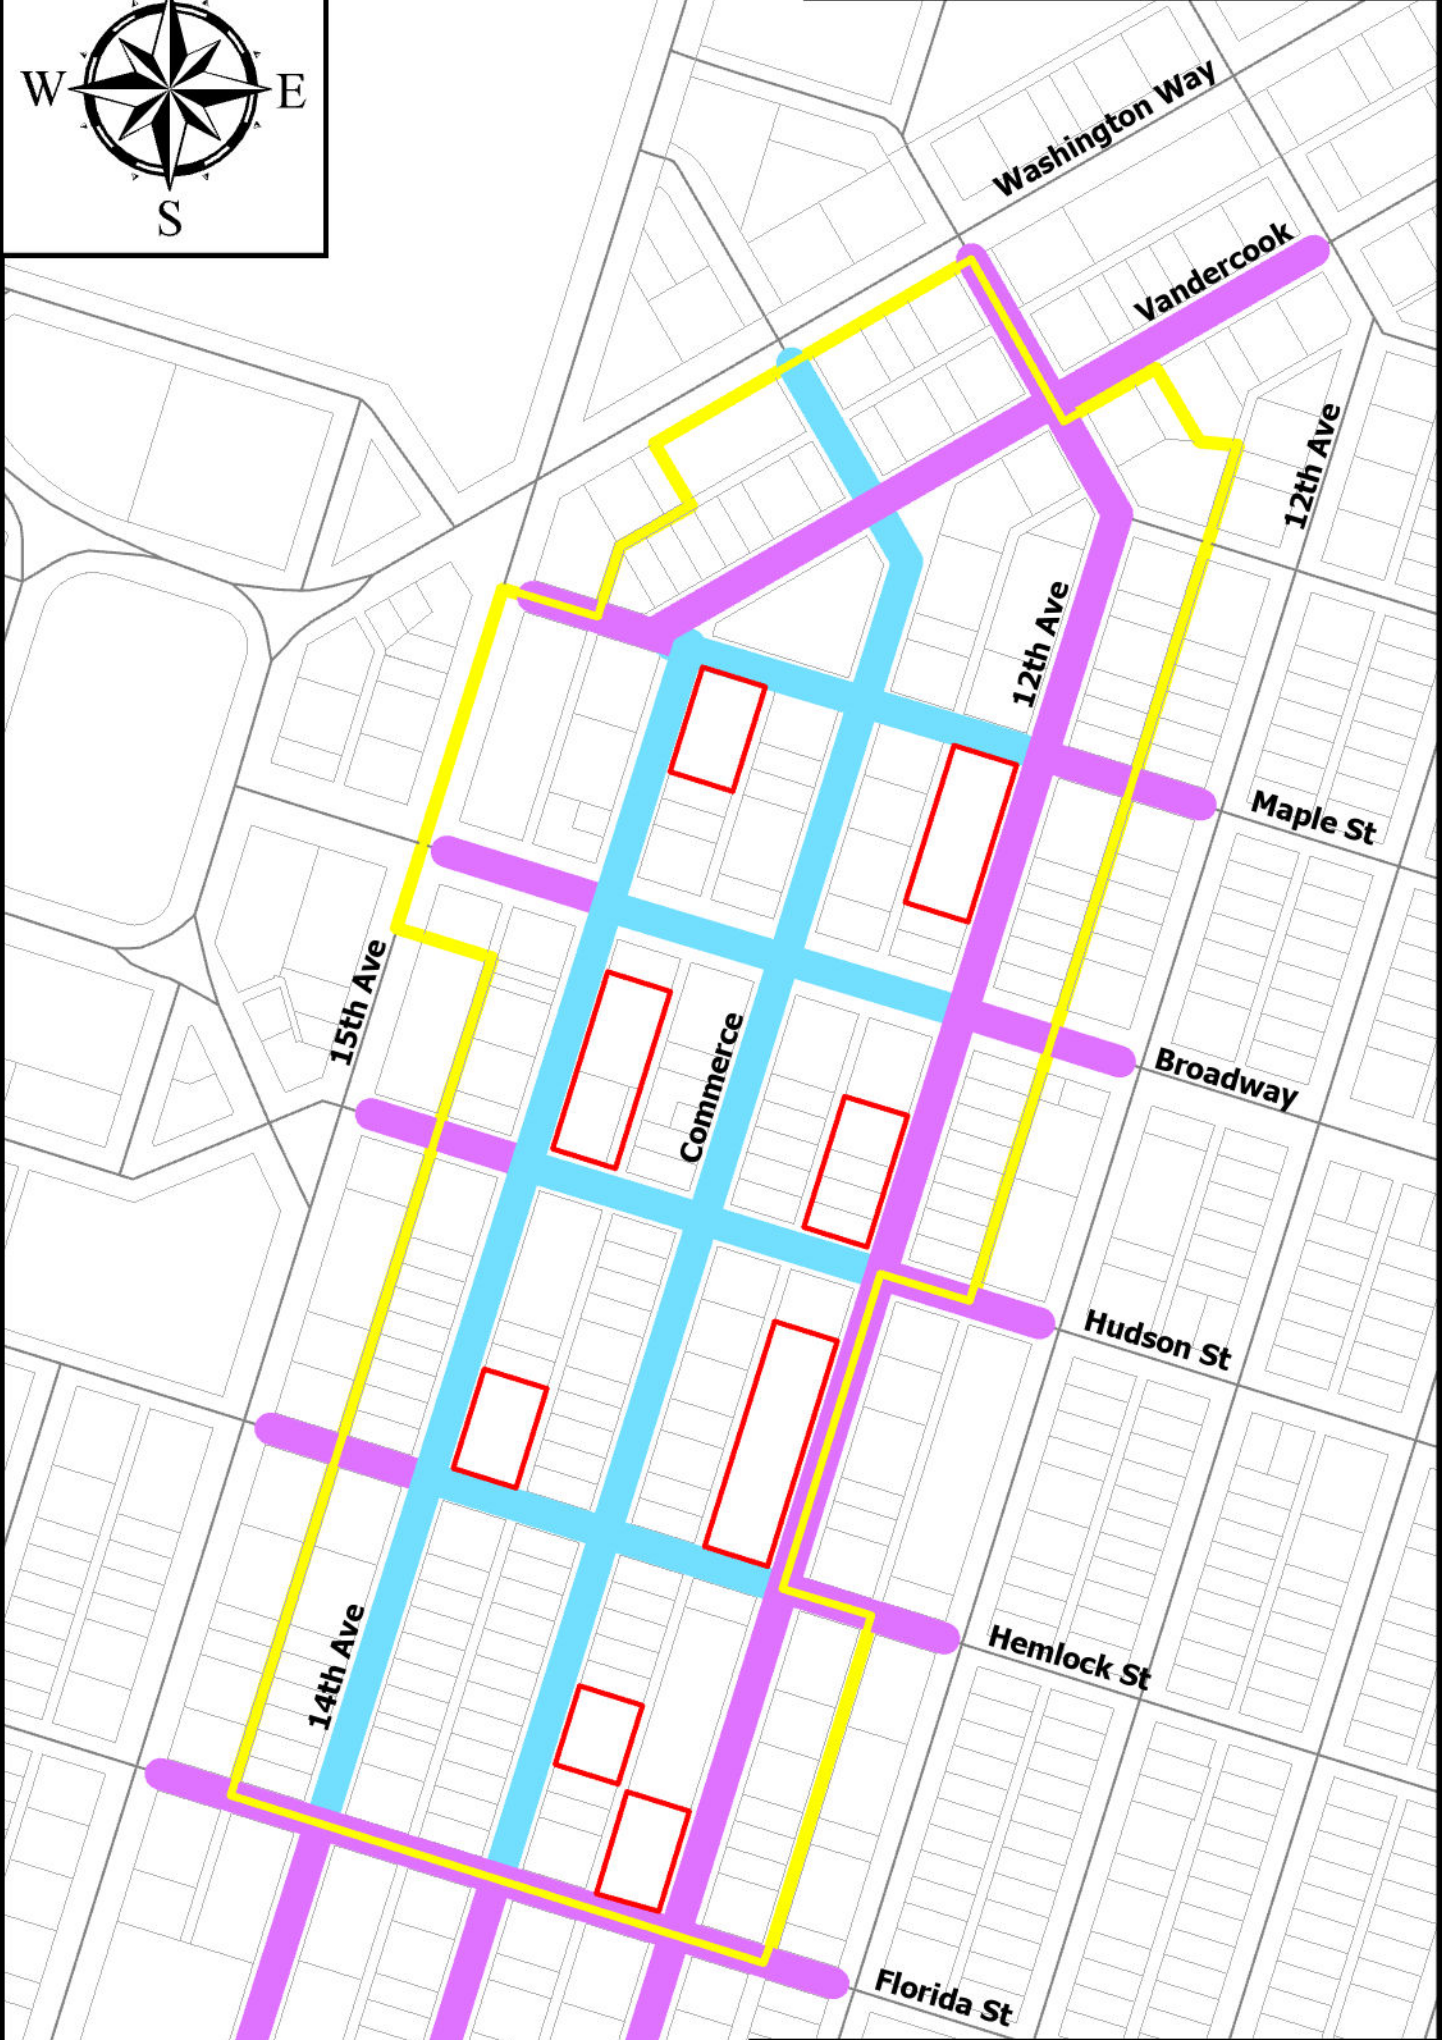 W
E
S
Washington Way
Vandercook
12th Ave
12th Ave
Maple St
15th Ave
Commerce
Broadway
Hudson St
14th Ave
Hemlock St
Florida St